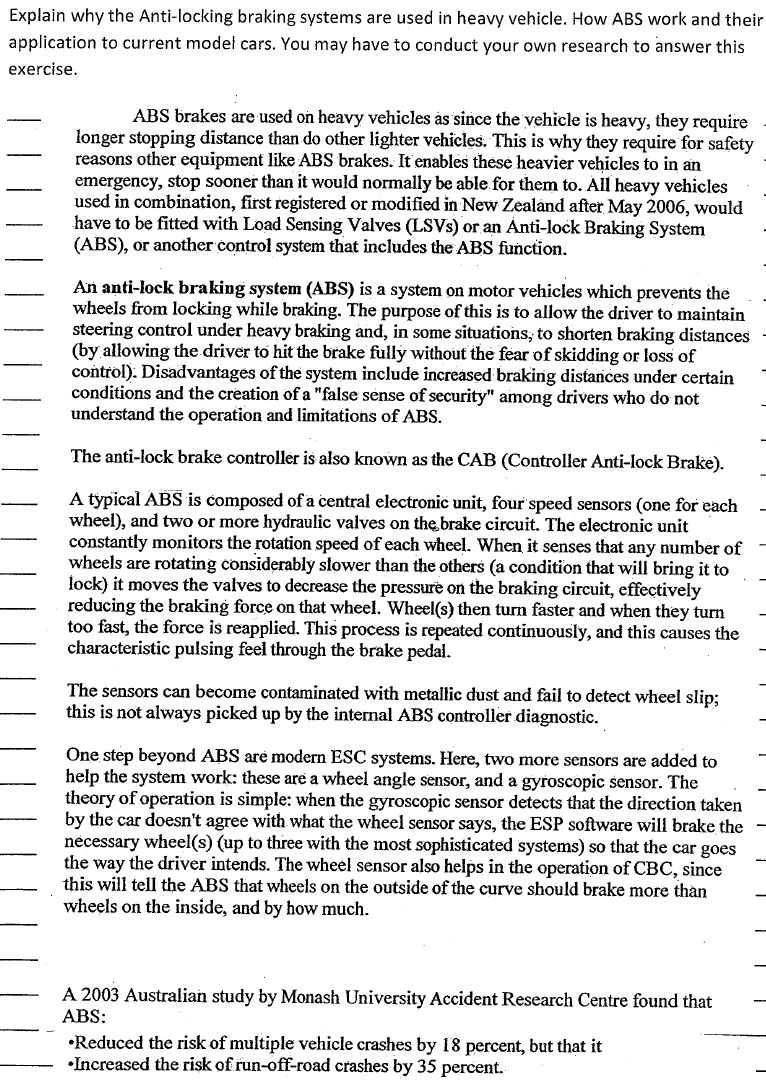 Explain why the Anti-locking braking systems are used in heavy vehicle. How ABS work and their
application to current model cars. You may have to conduct your own research to answer this
exercise.
ABS brakes are used on heavy vehicles as since the vehicle is heavy, they require
longer stopping distance than do other lighter vehicles. This is why they require for safety
reasons other equipment like ABS brakes. It enables these heavier vehicles to in an
emergency, stop sooner than it would normally be able for them to. All heavy vehicles
used in combination, first registered or modified in New Zealand after May 2006, would
have to be fitted with Load Sensing Valves (LSVs) or an Anti-lock Braking System
(ABS), or another control system that includes the ABS function.
An anti-lock braking system (ABS) is a system on motor vehicles which prevents the
wheels from locking while braking. The purpose of this is to allow the driver to maintain
steering control under heavy braking and, in some situations, to shorten braking distances
(by allowing the driver to hit the brake fully without the fear of skidding or loss of
control). Disadvantages of the system include increased braking distances under certain
conditions and the creation of a "false sense of security" among drivers who do not
understand the operation and limitations of ABS.
The anti-lock brake controller is also known as the CAB (Controller Anti-lock Brake).
A typical ABS is composed of a central electronic unit, four speed sensors (one for each
wheel), and two or more hydraulic valves on the brake circuit. The electronic unit
constantly monitors the rotation speed of each wheel. When it senses that any number of
wheels are rotating considerably slower than the others (a condition that will bring it to
lock) it moves the valves to decrease the pressure on the braking circuit, effectively
reducing the braking force on that wheel. Wheel(s) then turn faster and when they turn
too fast, the force is reapplied. This process is repeated continuously, and this causes the
characteristic pulsing feel through the brake pedal.
The sensors can become contaminated with metallic dust and fail to detect wheel slip;
this is not always picked up by the internal ABS controller diagnostic.
One step beyond ABS are modern ESC systems. Here, two more sensors are added to
help the system work: these are a wheel angle sensor, and a gyroscopic sensor. The
theory of operation is simple: when the gyroscopic sensor detects that the direction taken
by the car doesn't agree with what the wheel sensor says, the ESP software will brake the
necessary wheel(s) (up to three with the most sophisticated systems) so that the car goes
the way the driver intends. The wheel sensor also helps in the operation of CBC, since
this will tell the ABS that wheels on the outside of the curve should brake more than
wheels on the inside, and by how much.
A 2003 Australian study by Monash University Accident Research Centre found that
ABS:
•Reduced the risk of multiple vehicle crashes by 18 percent, but that it
•Increased the risk of run-off-road crashes by 35 percent.